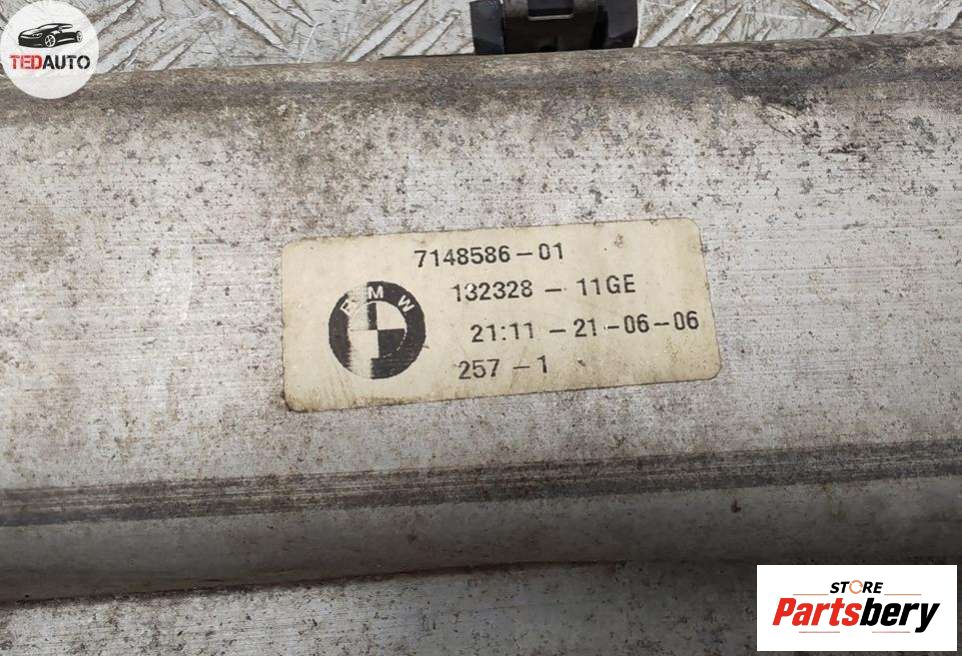 TEDAUTO
7148586-01
132328 - 11GE
BMW
21:11 - 21-06-06
257 - 1
STORE
Partsbery